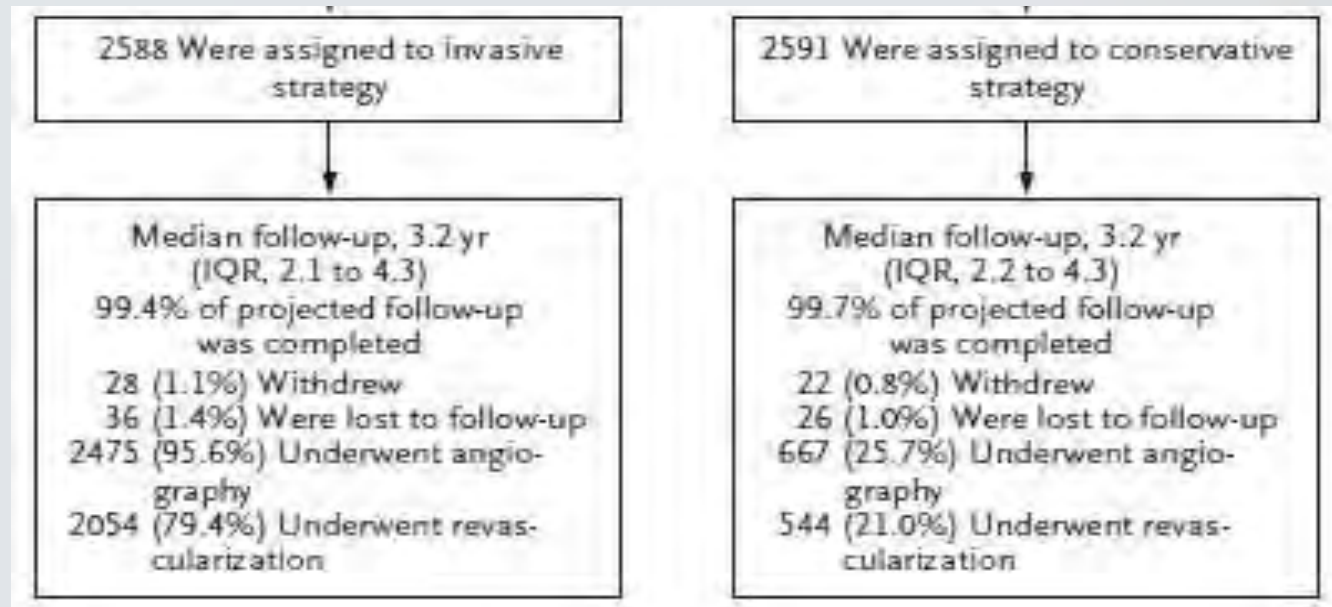 2588 Were assigned to invasive
strategy
2591 Were assigned to conservative
strategy
Median follow-up, 3.2 yr
(IQR, 2.1 to 4.3)
99.4% of projected follow-up
was completed
28 (1.1%) Withdrew
36 (1.4%) Were lost to follow-up
2475 (95.6%) Underwent angio-
graphy
2054 (79.4%) Underwent revas-
cularization
Median follow-up, 3.2 yr
(IQR, 2.2 to 4.3)
99.7% of projected follow-up
was completed
22 (0.8%) Withdrew
26 (1.0%) Were lost to follow-up
667 (25.7%) Underwent angio-
graphy
544 (21.0%) Underwent revas-
cularization